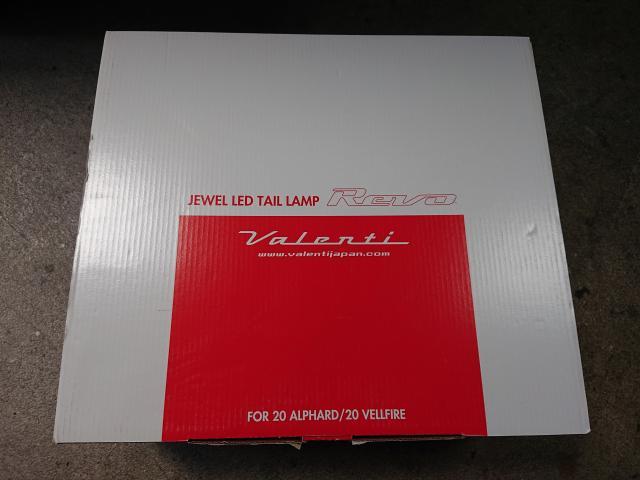 JEWEL LED TAIL LAMP Revo
Valenti
www.valentijapan.com
FOR 20 ALPHARD/20 VELLFIRE